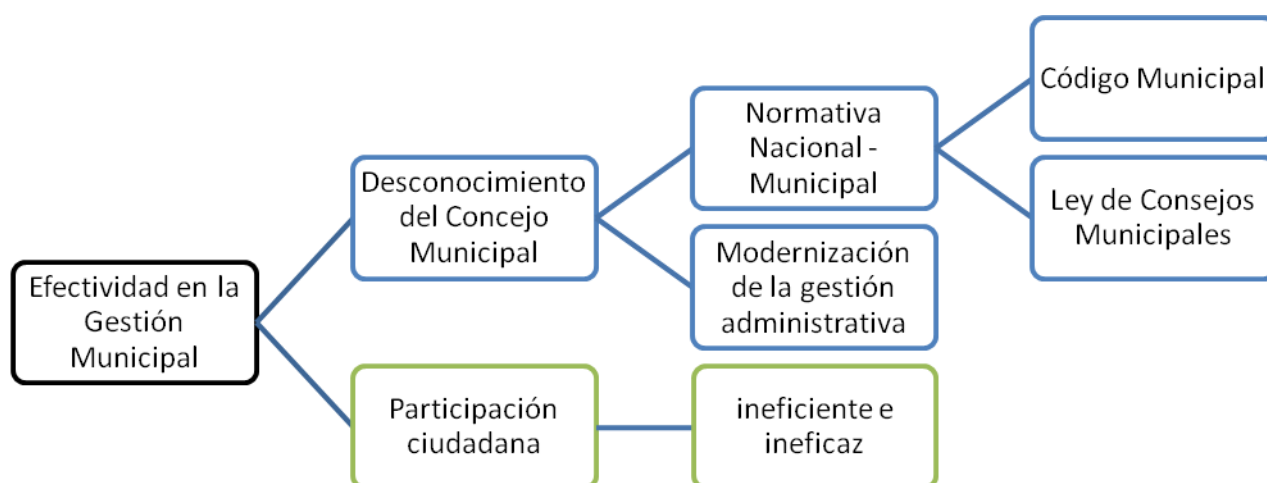 Efectividad en la
Gestión
Municipal
Desconocimiento
del Concejo
Municipal
Normativa
Nacional -
Municipal
Código Municipal
Ley de Consejos
Municipales
Modernización
de la gestión
administrativa
Participación
ciudadana
ineficiente e
ineficaz